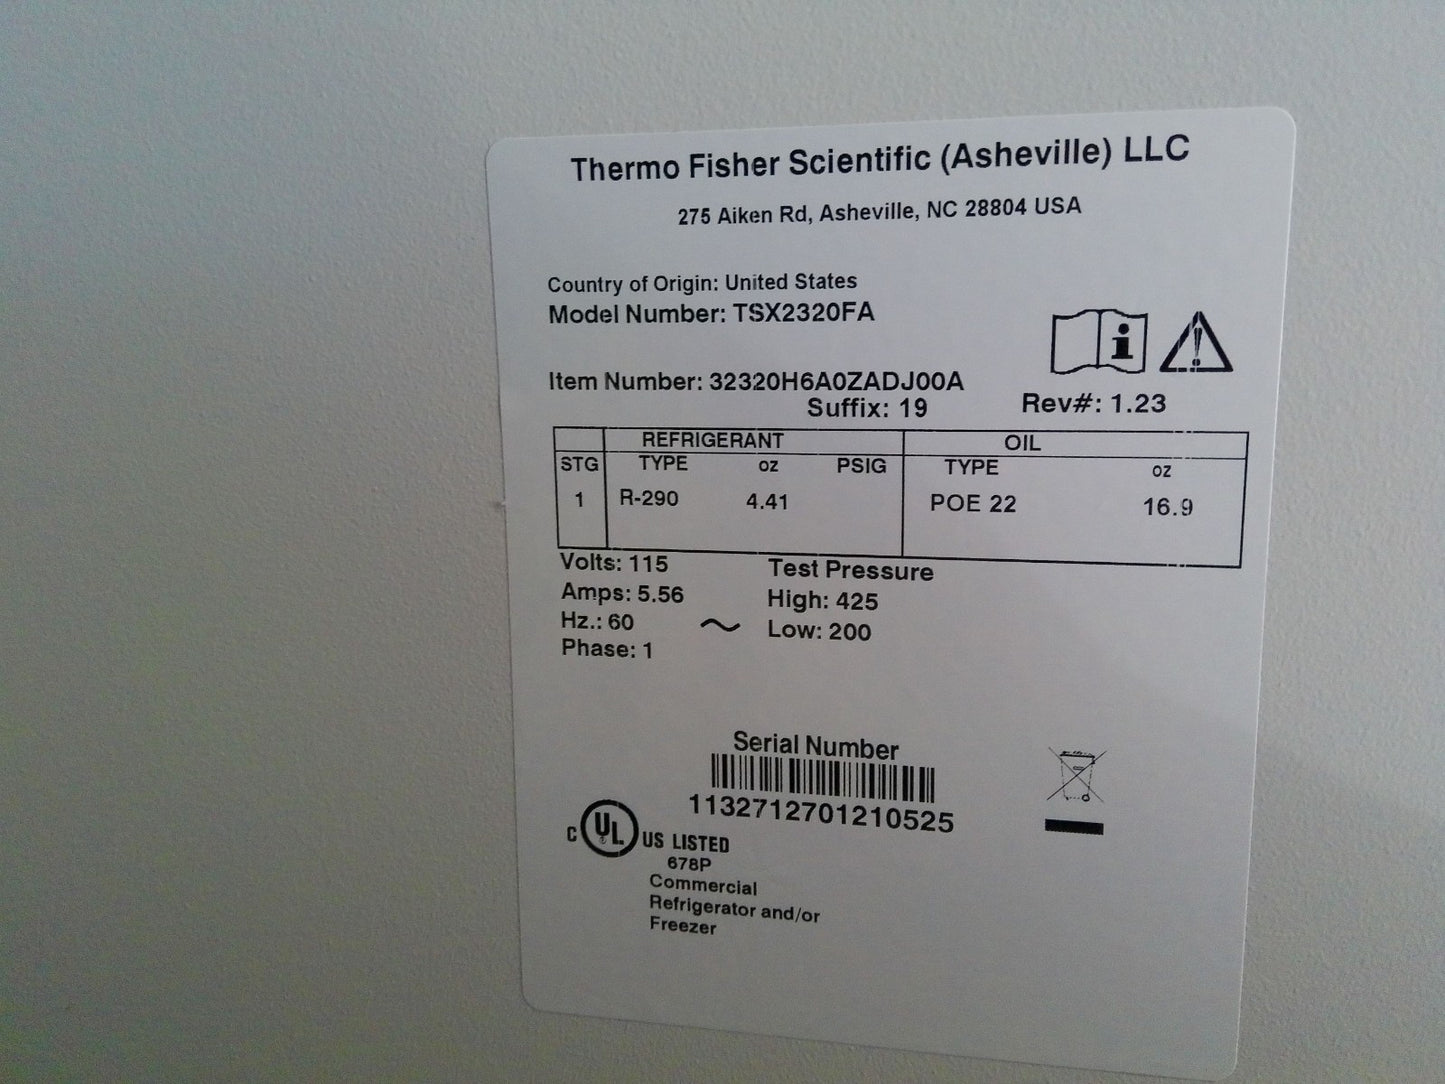 Thermo Fisher Scientific (Asheville) LLC
275 Aiken Rd, Asheville, NC 28804 USA
Country of Origin: United States
Model Number: TSX2320FA
Item Number: 32320H6A0ZADJ00A
Suffix: 19
Rev#: 1.23
REFRIGERANT OIL
STG TYPE oz PSIG TYPE oz
1 R-290 4.41 POE 22 16.9
Volts: 115
Amps: 5.56
Hz.: 60
Phase: 1
Test Pressure
High: 425
Low: 200
Serial Number
1132712701210525
C UL US LISTED
678P
Commercial
Refrigerator and/or
Freezer